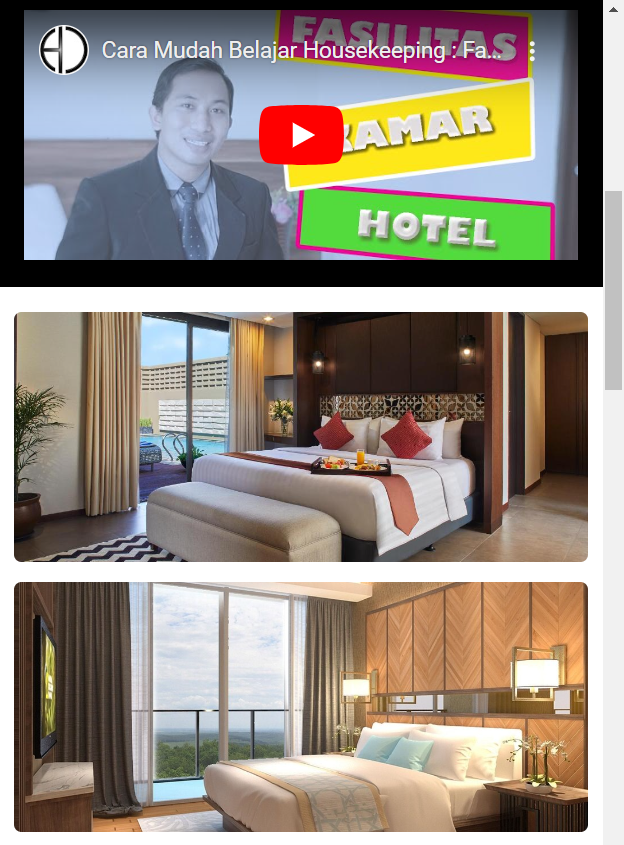 Cara Mudah Belajar Housekeeping : Fa...
FASILITAS
KAMAR
HOTEL